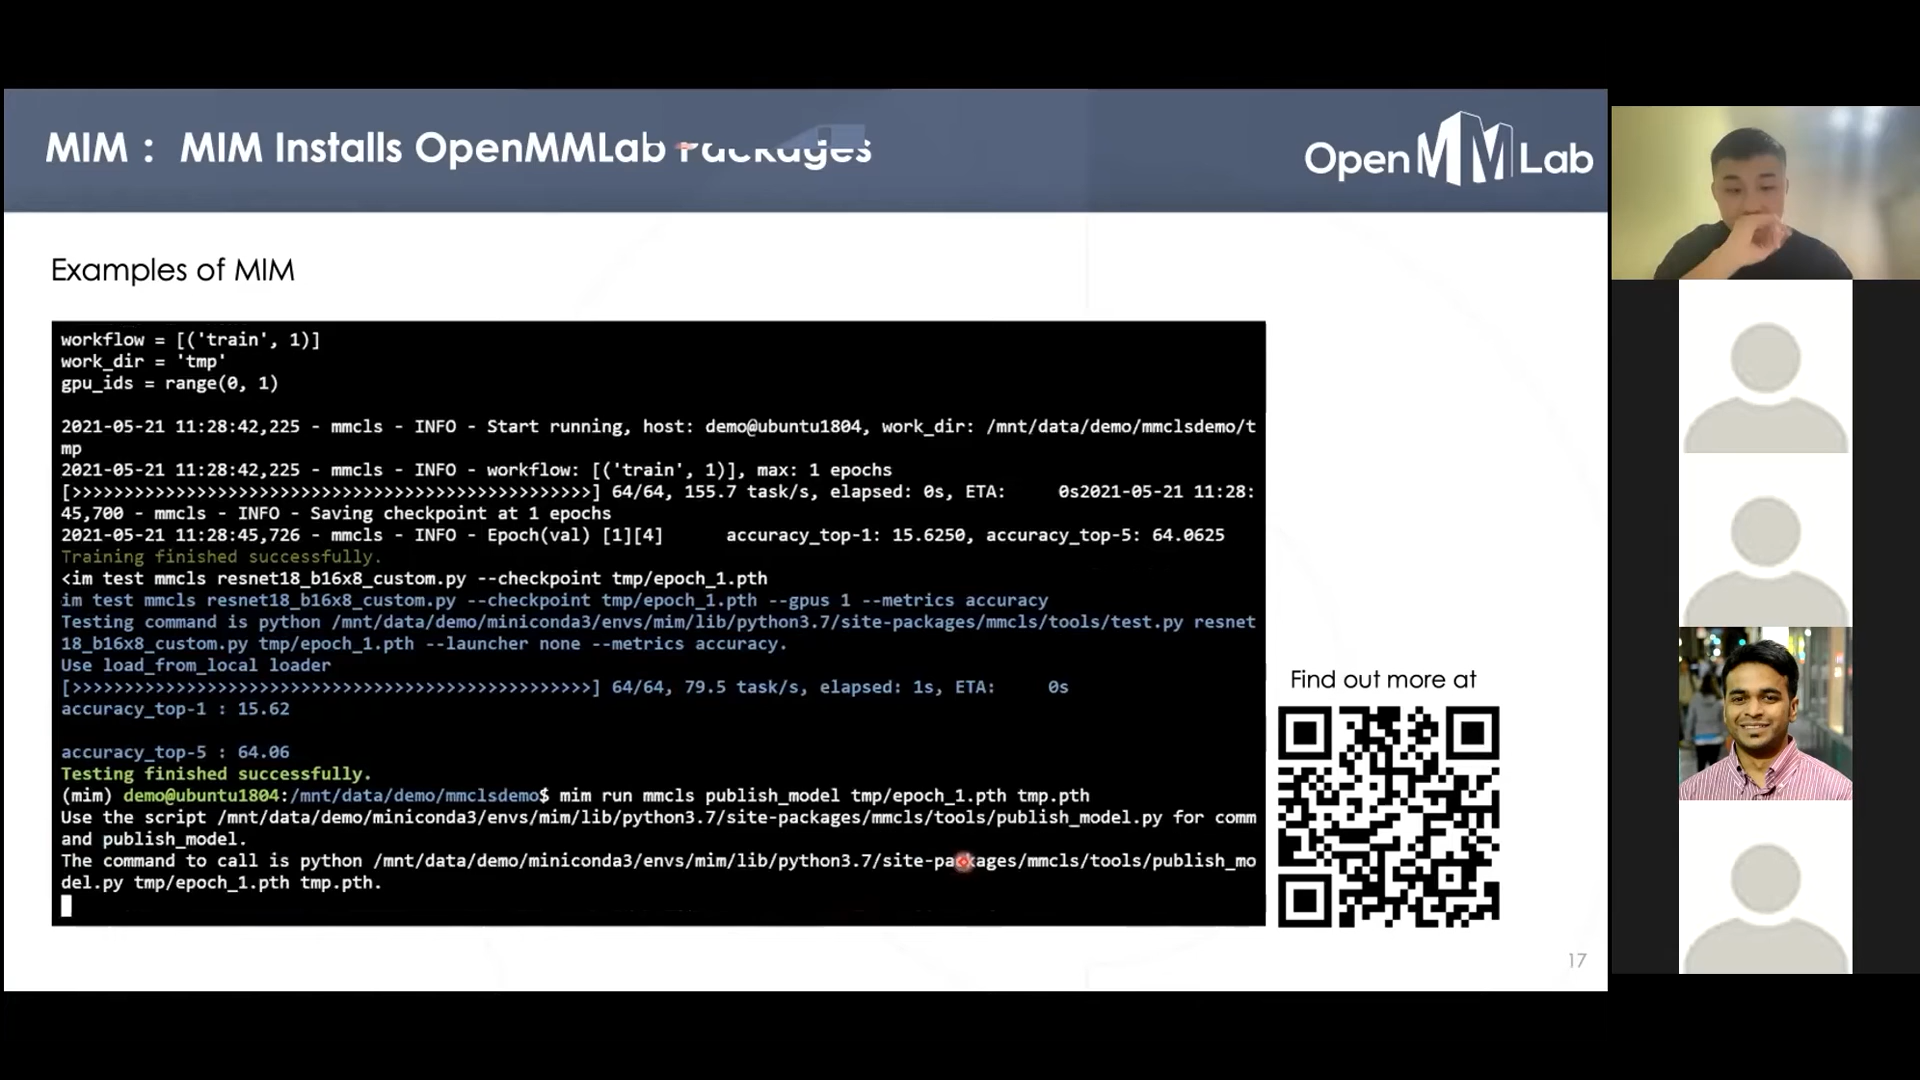 MIM : MIM Installs OpenMMLab Packages
OpenMMLab
Examples of MIM
workflow = [('train', 1)]
work_dir = 'tmp'
gpu_ids = range(0, 1)
2021-05-21 11:28:42,225 - mmcls - INFO - Start running, host: demo@ubuntu1804, work_dir: /mnt/data/demo/mmclsdemo/t
mp
2021-05-21 11:28:42,225 - mmcls - INFO - workflow: [('train', 1)], max: 1 epochs
[>>>>>>>>>>>>>>>>>>>>>>>>>>>>>>>>>>>>>>>>>>>>>>>>>>] 64/64, 155.7 task/s, elapsed: 0s, ETA:     0s2021-05-21 11:28:
45,700 - mmcls - INFO - Saving checkpoint at 1 epochs
2021-05-21 11:28:45,726 - mmcls - INFO - Epoch(val) [1][4]      accuracy_top-1: 15.6250, accuracy_top-5: 64.0625
Training finished successfully.
<im test mmcls resnet18_b16x8_custom.py --checkpoint tmp/epoch_1.pth
im test mmcls resnet18_b16x8_custom.py --checkpoint tmp/epoch_1.pth --gpus 1 --metrics accuracy
Testing command is python /mnt/data/demo/miniconda3/envs/mim/lib/python3.7/site-packages/mmcls/tools/test.py resnet
18_b16x8_custom.py tmp/epoch_1.pth --launcher none --metrics accuracy.
Use load_from_local loader
[>>>>>>>>>>>>>>>>>>>>>>>>>>>>>>>>>>>>>>>>>>>>>>>>>>] 64/64, 79.5 task/s, elapsed: 1s, ETA:     0s
accuracy_top-1 : 15.62
accuracy_top-5 : 64.06
Testing finished successfully.
(mim) demo@ubuntu1804:/mnt/data/demo/mmclsdemo$ mim run mmcls publish_model tmp/epoch_1.pth tmp.pth
Use the script /mnt/data/demo/miniconda3/envs/mim/lib/python3.7/site-packages/mmcls/tools/publish_model.py for comm
and publish_model.
The command to call is python /mnt/data/demo/miniconda3/envs/mim/lib/python3.7/site-packages/mmcls/tools/publish_mo
del.py tmp/epoch_1.pth tmp.pth.
Find out more at
17